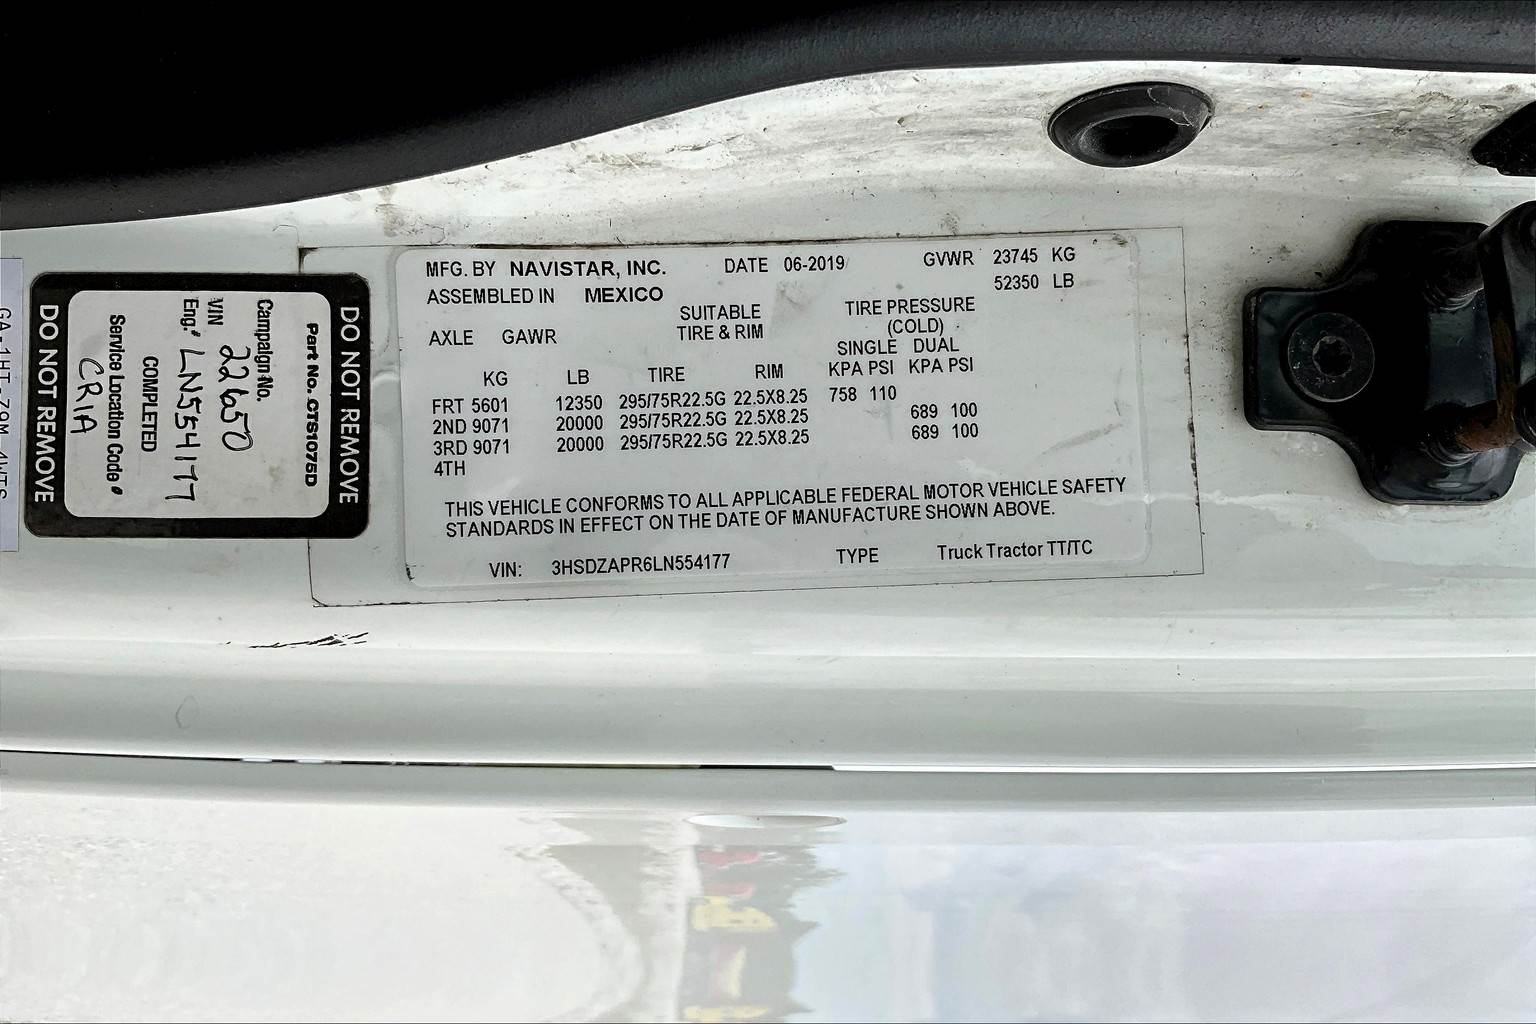 MFG. BY NAVISTAR, INC. DATE 06-2019 GVWR 23745 KG
52350 LB
ASSEMBLED IN MEXICO
SUITABLE TIRE PRESSURE
AXLE GAWR TIRE & RIM (COLD)
SINGLE DUAL
KG LB TIRE RIM KPA PSI KPA PSI
FRT 5601 12350 295/75R22.5G 22.5X8.25 758 110
2ND 9071 20000 295/75R22.5G 22.5X8.25 689 100
3RD 9071 20000 295/75R22.5G 22.5X8.25 689 100
4TH
THIS VEHICLE CONFORMS TO ALL APPLICABLE FEDERAL MOTOR VEHICLE SAFETY
STANDARDS IN EFFECT ON THE DATE OF MANUFACTURE SHOWN ABOVE.
VIN: 3HSDZAPR6LN554177 TYPE Truck Tractor TT/TC
DO NOT REMOVE
Part No. CTS1075D
Campaign No.
22650
VIN
Eng. LN554177
COMPLETED
Service Location Code
CRIA
DO NOT REMOVE